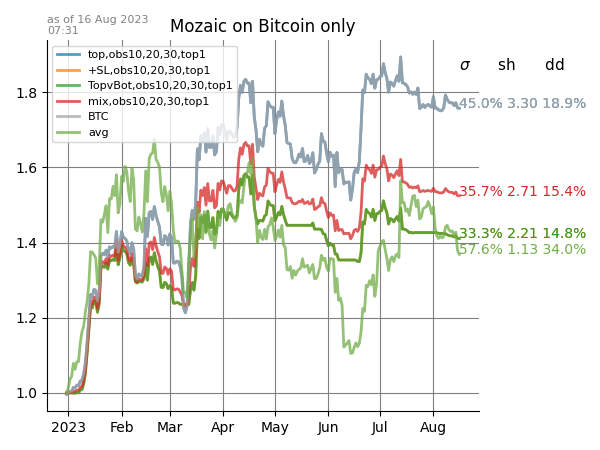 as of 16 Aug 2023
07:31
Mozaic on Bitcoin only
top,obs10,20,30,top1
+SL,obs10,20,30,top1
TopvBot,obs10,20,30,top1
mix,obs10,20,30,top1
BTC
avg
σ sh dd
45.0% 3.30 18.9%
35.7% 2.71 15.4%
33.3% 2.21 14.8%
57.6% 1.13 34.0%
1.8
1.6
1.4
1.2
1.0
2023 Feb Mar Apr May Jun Jul Aug